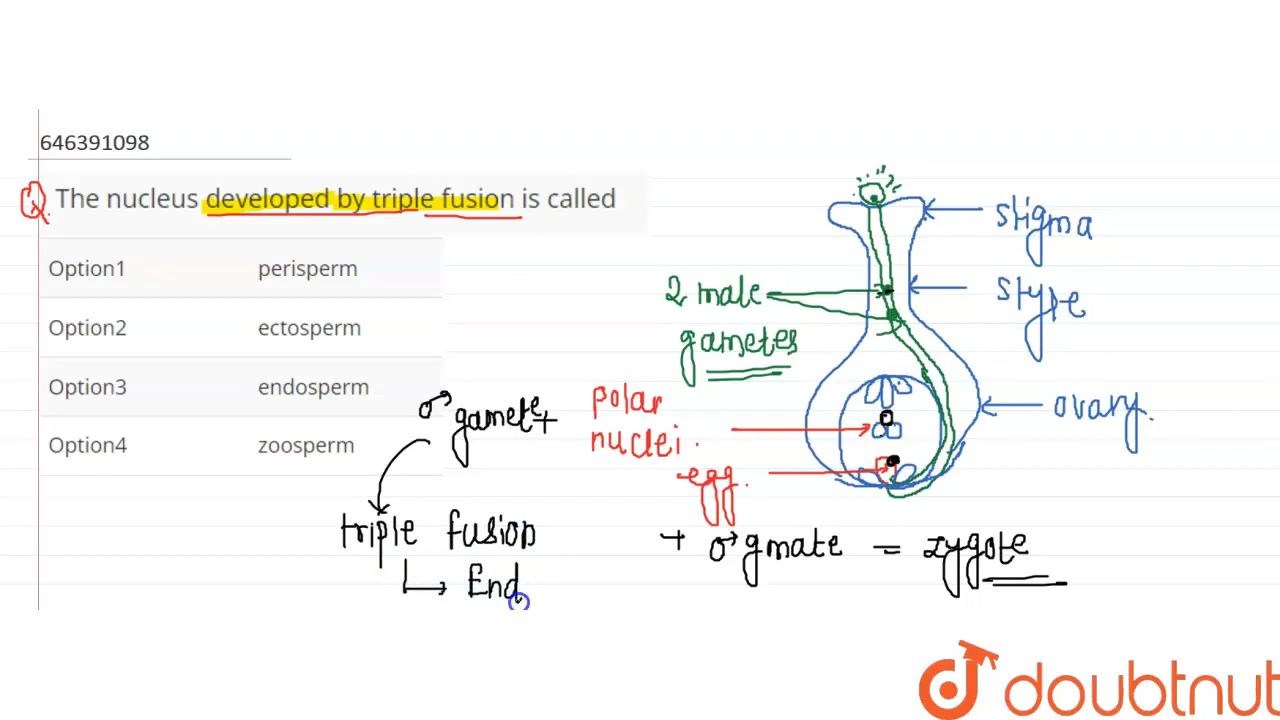 646391098
Q. The nucleus developed by triple fusion is called
Option1 perisperm
Option2 ectosperm
Option3 endosperm
Option4 zoosperm
stigma
style
ovary.
2 male
gametes
polar
nuclei.
egg.
♂ gamete +
triple fusion
End
+ ♂ gmate = zygote
doubtnut